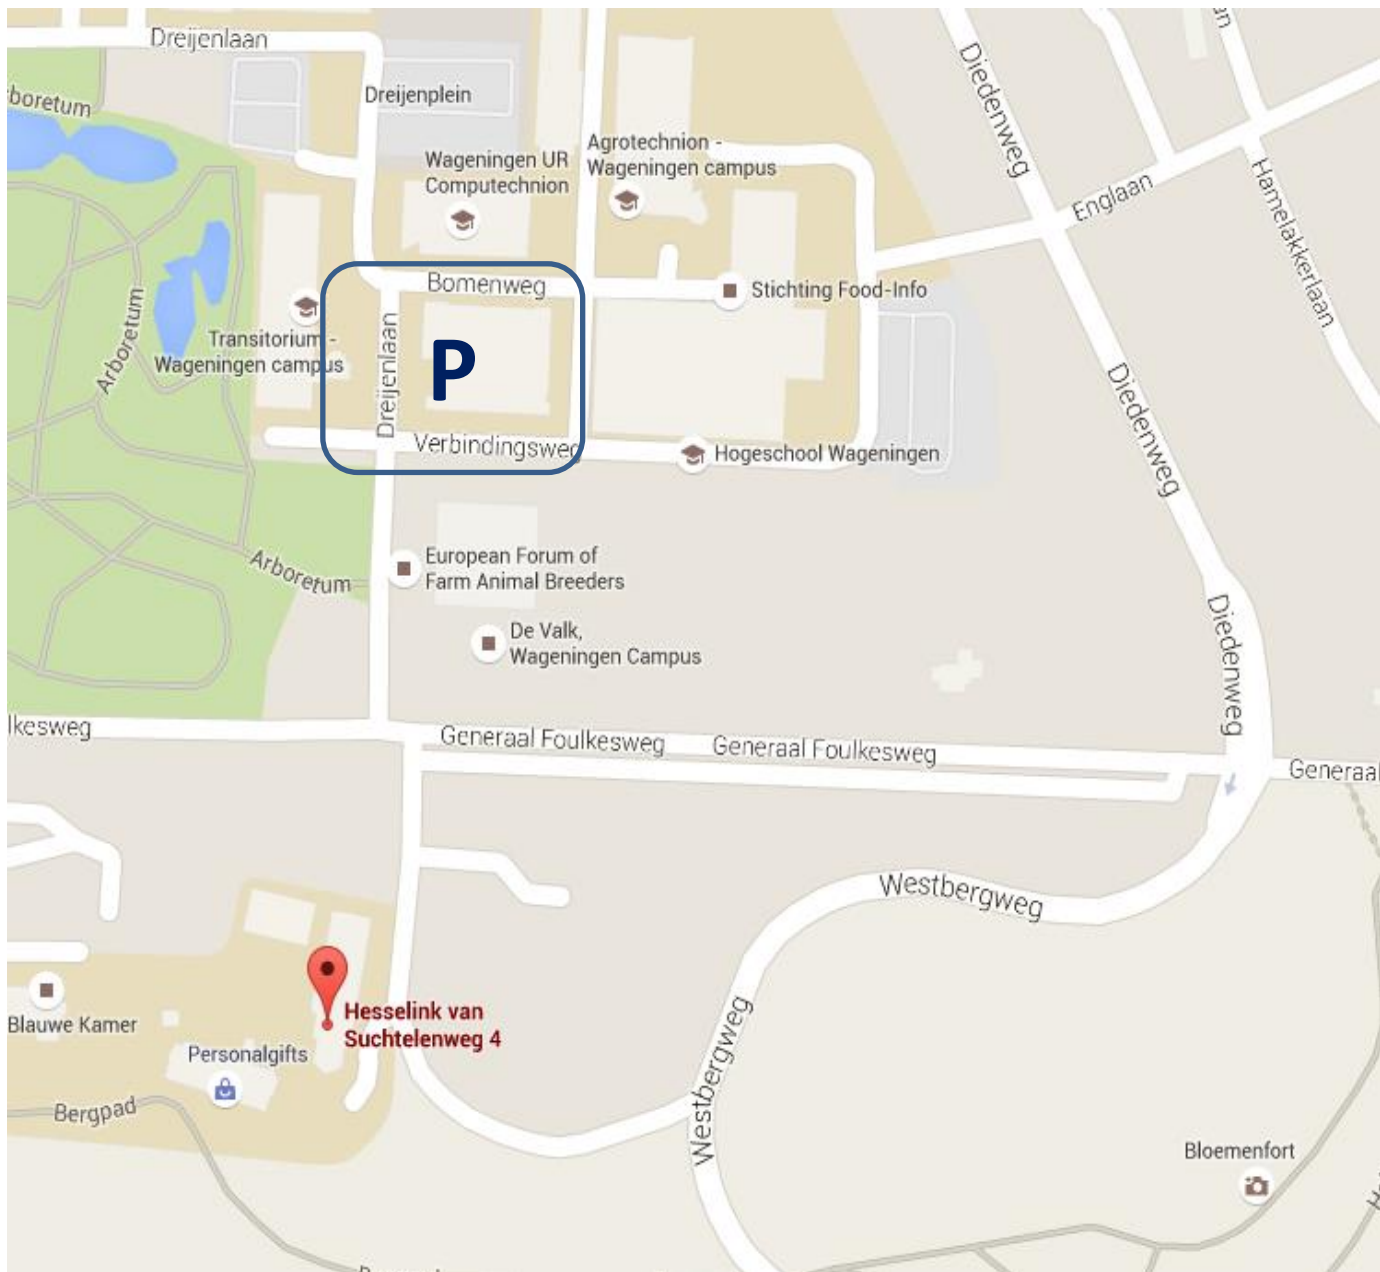 Dreijenlaan
Diedenweg
boretum
Dreijenplein
Wageningen UR
Computechnion
Agrotechnion -
Wageningen campus
Englaan
Hamelakkerlaan
Bomenweg
Stichting Food-Info
Arboretum
Transitorium -
Wageningen campus
Dreijenlaan
P
Diedenweg
Verbindingsweg
Hogeschool Wageningen
Arboretum
European Forum of
Farm Animal Breeders
De Valk,
Wageningen Campus
Diedenweg
lkesweg
Generaal Foulkesweg
Generaal Foulkesweg
Generaal
Westbergweg
Blauwe Kamer
Hesselink van
Suchtelenweg 4
Personalgifts
Westbergweg
Bergpad
Bloemenfort